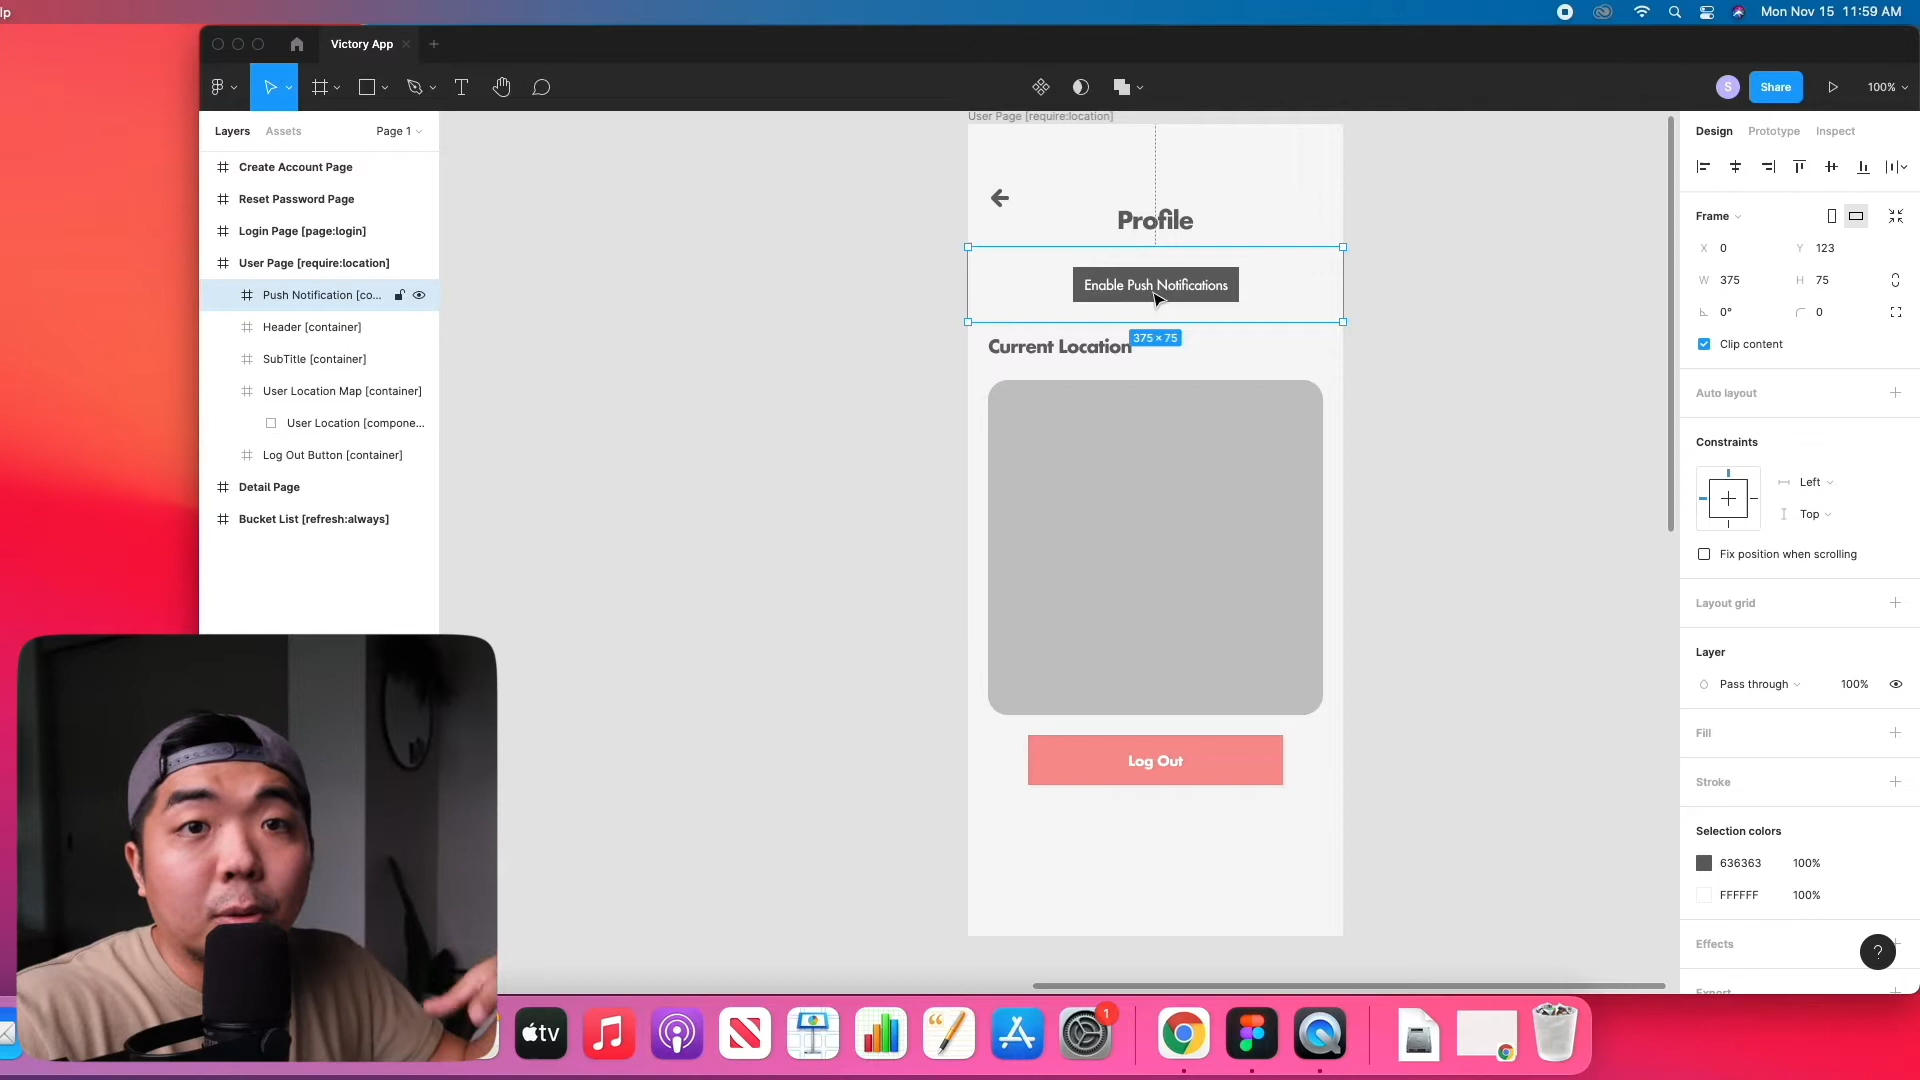 lp
Mon Nov 15 11:59 AM
Victory App
T
S
Share
100%
Layers
Assets
Page 1
User Page [require:location]
Design
Prototype
Inspect
Create Account Page
Reset Password Page
Login Page [page:login]
User Page [require:location]
Push Notification [co...
Header [container]
SubTitle [container]
User Location Map [container]
User Location [compone...
Log Out Button [container]
Detail Page
Bucket List [refresh:always]
Profile
Enable Push Notifications
375 × 75
Current Location
Log Out
Frame
X 0
Y 123
W 375
H 75
0°
0
Clip content
Auto layout
Constraints
Left
Top
Fix position when scrolling
Layout grid
Layer
Pass through
100%
Fill
Stroke
Selection colors
636363
100%
FFFFFF
100%
Effects
?
Export
tv
1